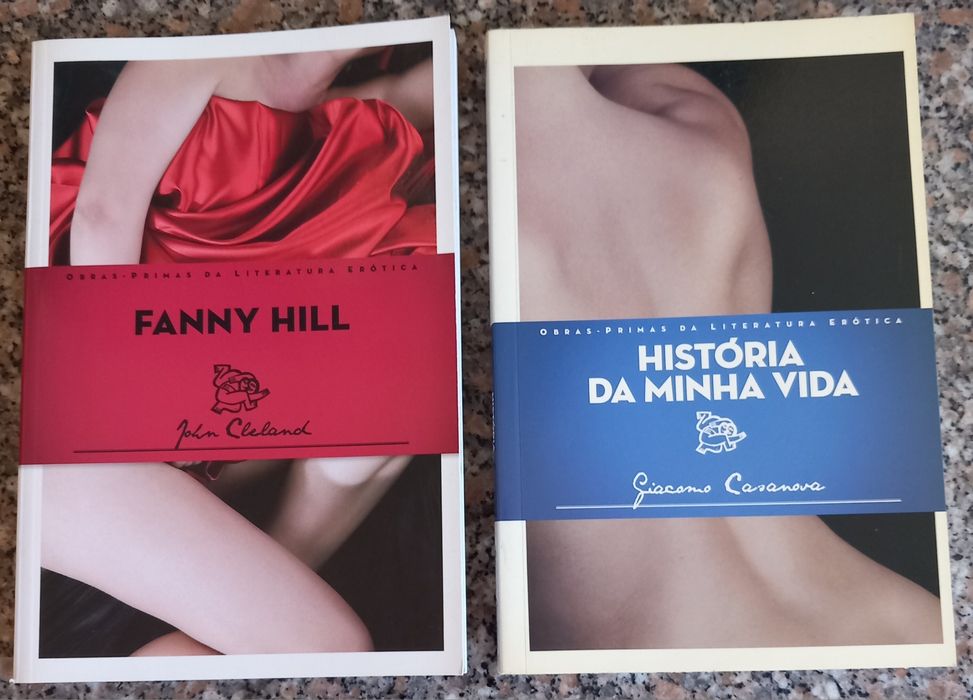 OBRAS-PRIMAS DA LITERATURA ERÓTICA
FANNY HILL
John Cleland
OBRAS-PRIMAS DA LITERATURA ERÓTICA
HISTÓRIA
DA MINHA VIDA
Giacomo Casanova